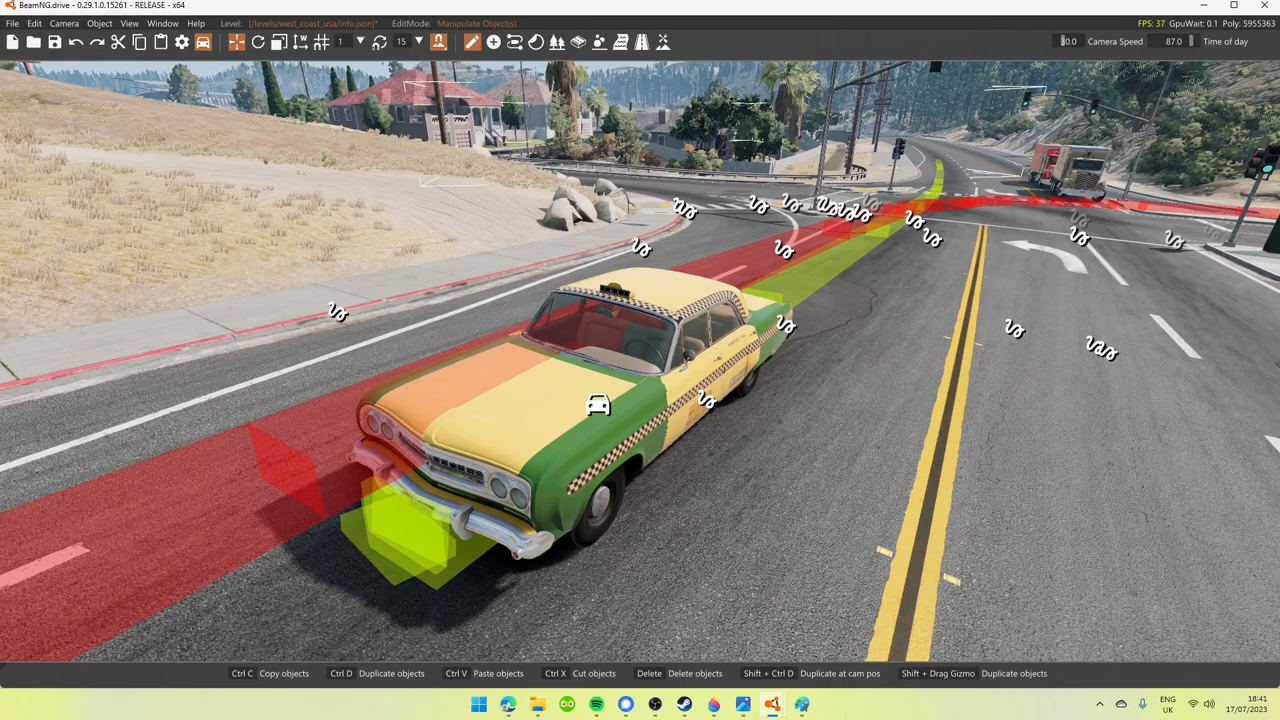 BeamNG.drive - 0.29.1.0.15261 - RELEASE - x64
File Edit Camera Object View Window Help Level: [/levels/west_coast_usa/info.json]* EditMode: Manipulate Object(s) FPS: 37 GpuWait: 0.1 Poly: 5955363
1 15 30.0 Camera Speed 87.0 Time of day
Ctrl C Copy objects Ctrl D Duplicate objects Ctrl V Paste objects Ctrl X Cut objects Delete Delete objects Shift + Ctrl D Duplicate at cam pos Shift + Drag Gizmo Duplicate objects
ENG 18:41
UK 17/07/2023